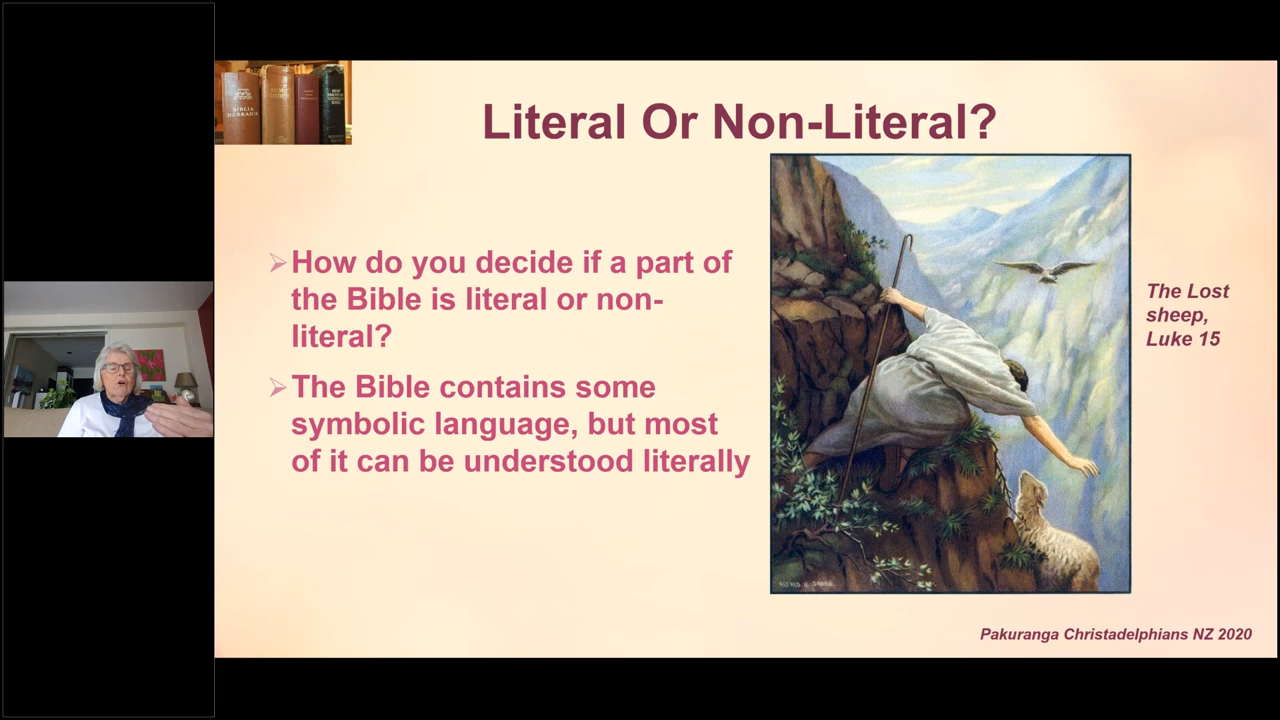 Literal Or Non-Literal?
How do you decide if a part of
the Bible is literal or non-
literal?
The Bible contains some
symbolic language, but most
of it can be understood literally
The Lost
sheep,
Luke 15
Pakuranga Christadelphians NZ 2020
BIBLIA
HEBRAICA